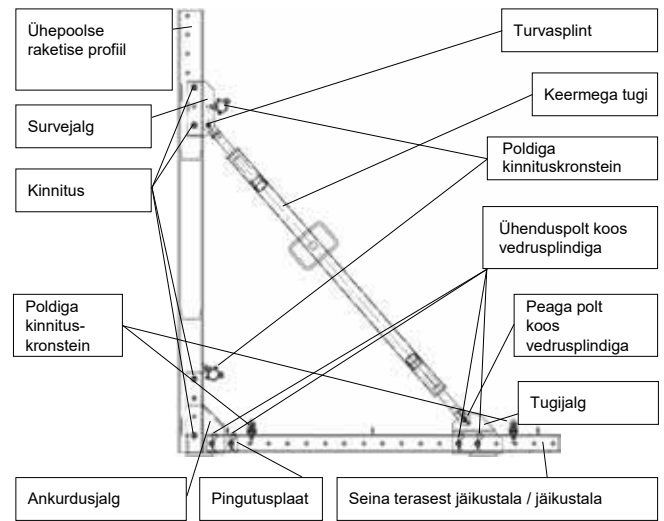 Ühepoolse
raketise profiil
Survejalg
Kinnitus
Poldiga
kinnitus-
kronstein
Ankurdusjalg
Pingutusplaat
Seina terasest jäikustala / jäikustala
Turvasplint
Keermega tugi
Poldiga
kinnituskronstein
Ühenduspolt koos
vedrusplindiga
Peaga polt
koos
vedrusplindiga
Tugijalg